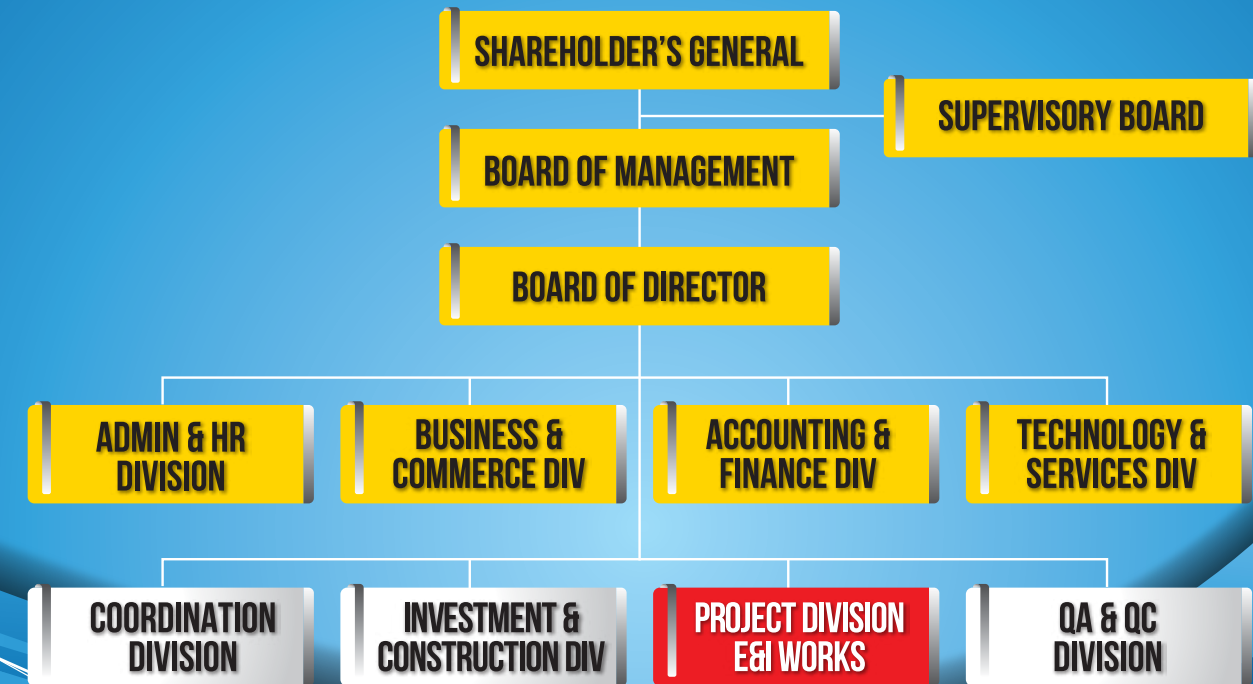 SHAREHOLDER'S GENERAL
SUPERVISORY BOARD
BOARD OF MANAGEMENT
BOARD OF DIRECTOR
ADMIN & HR
DIVISION
BUSINESS &
COMMERCE DIV
ACCOUNTING &
FINANCE DIV
TECHNOLOGY &
SERVICES DIV
COORDINATION
DIVISION
INVESTMENT &
CONSTRUCTION DIV
PROJECT DIVISION
E&I WORKS
QA & QC
DIVISION